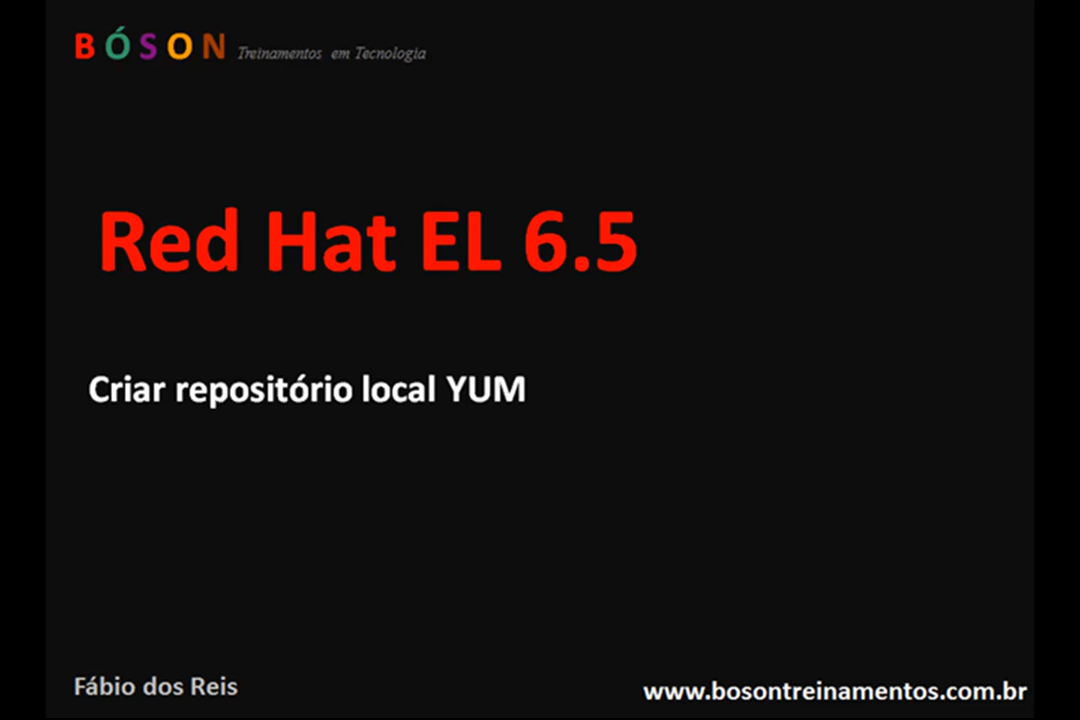 BÓSON Treinamentos em Tecnologia
Red Hat EL 6.5
Criar repositório local YUM
Fábio dos Reis
www.bosontreinamentos.com.br